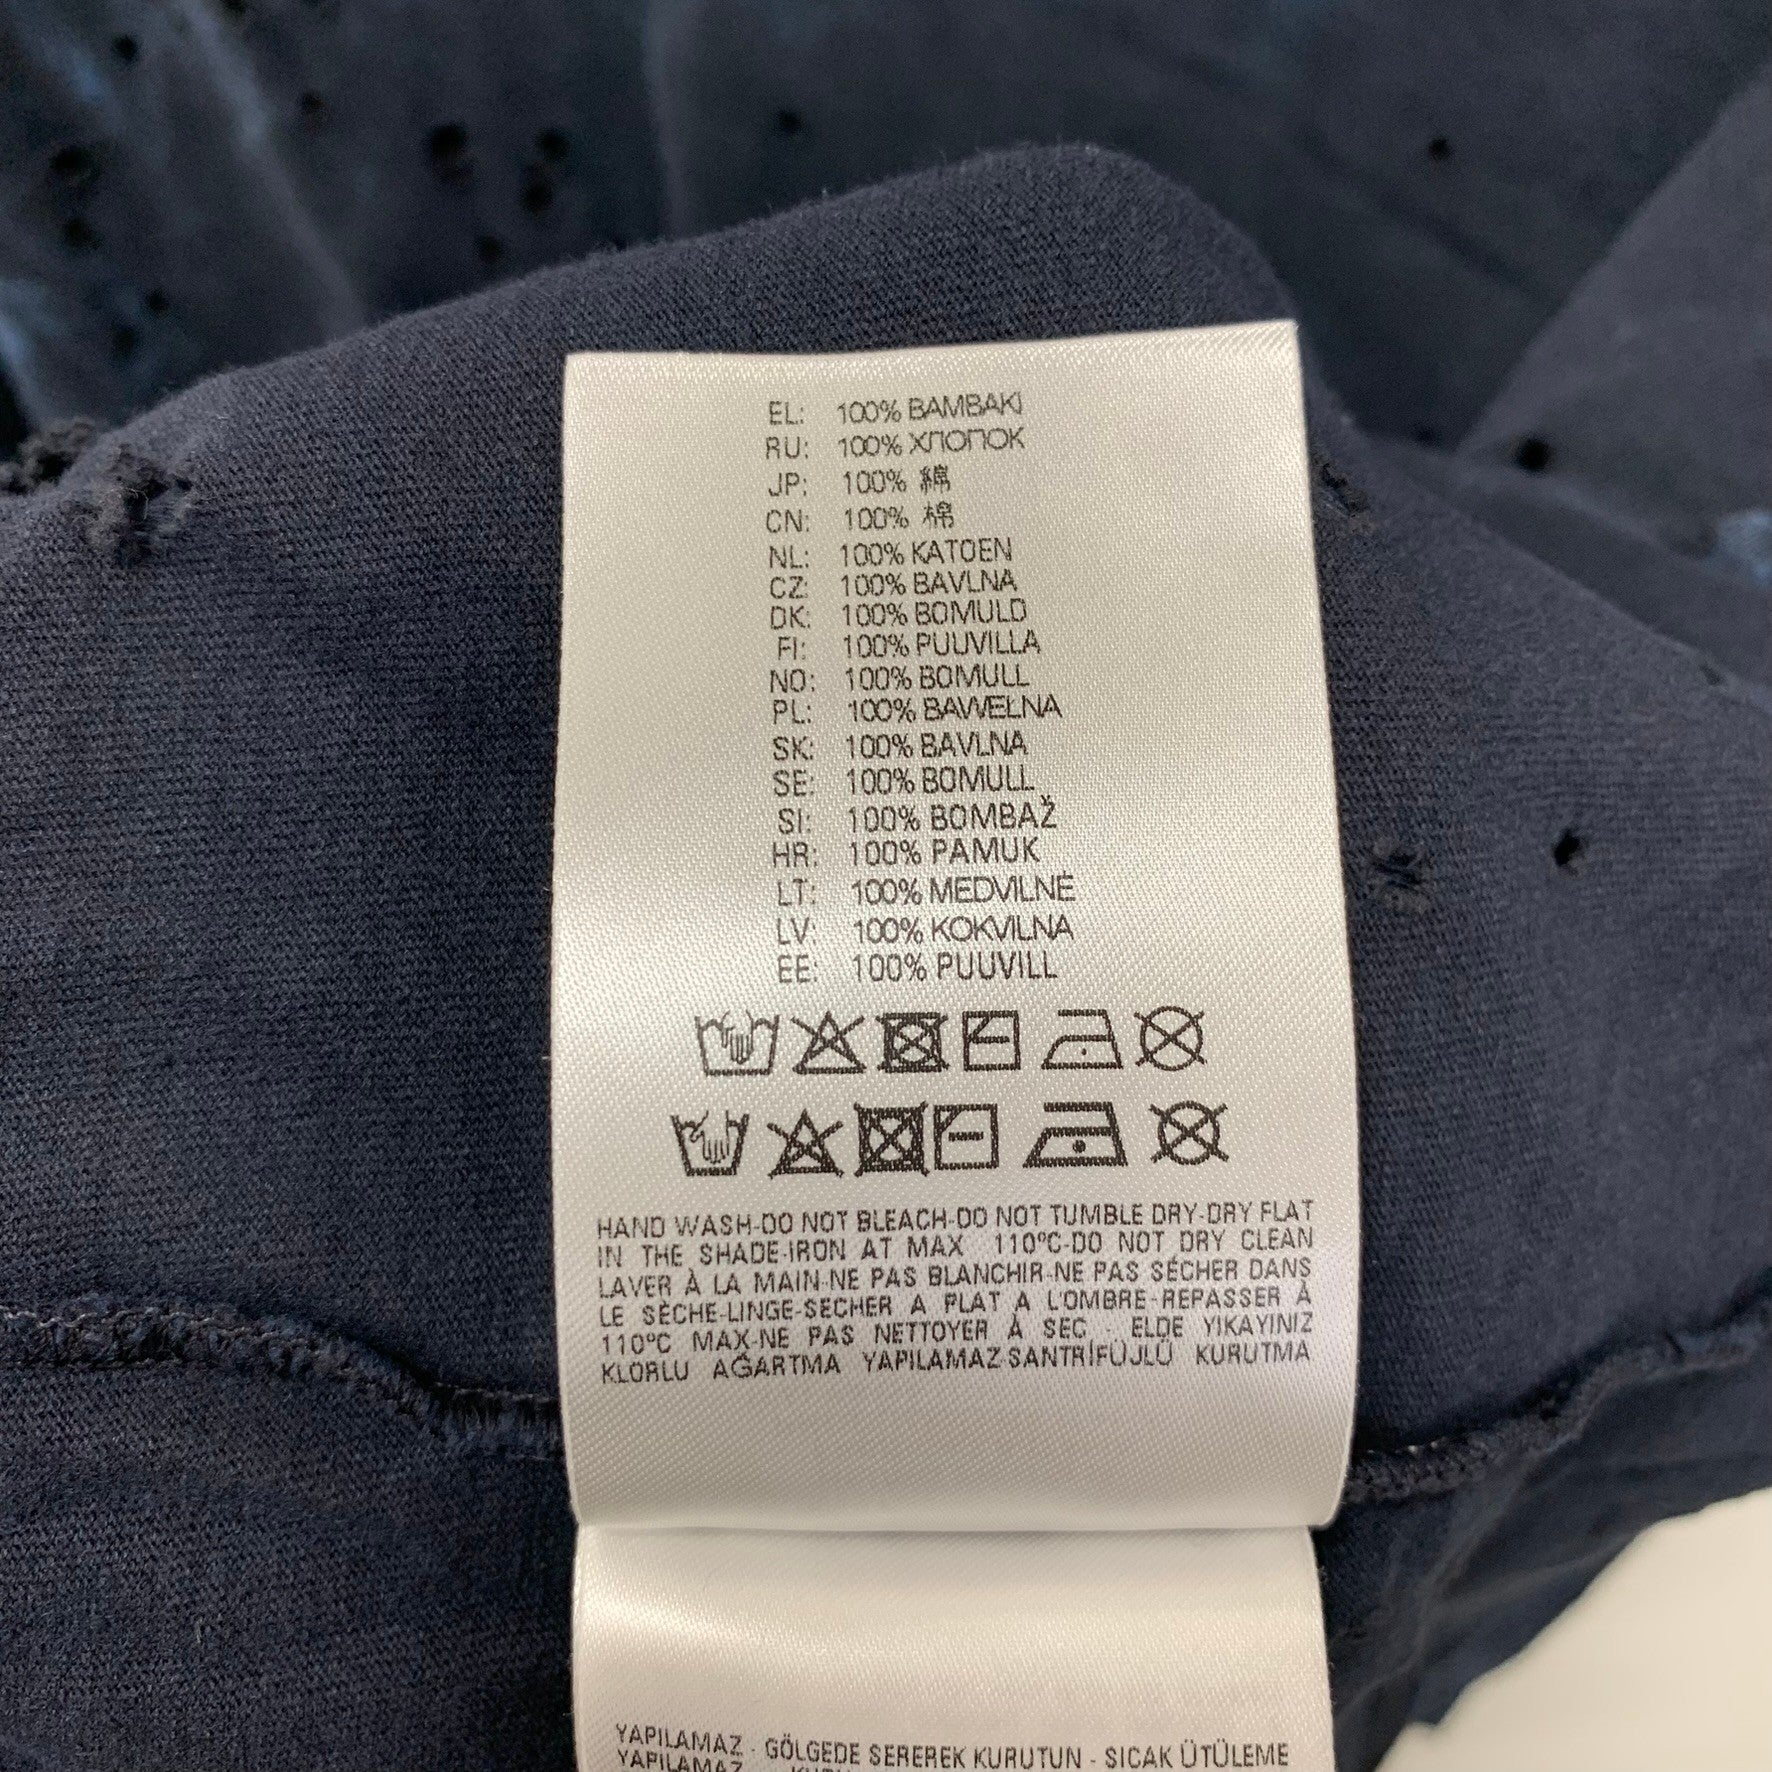 EL: 100% BAMBAKI
RU: 100% ХЛОПОК
JP: 100% 綿
CN: 100% 棉
NL: 100% KATOEN
CZ: 100% BAVLNA
DK: 100% BOMULD
FI: 100% PUUVILLA
NO: 100% BOMULL
PL: 100% BAWEŁNA
SK: 100% BAVLNA
SE: 100% BOMULL
SI: 100% BOMBAŽ
HR: 100% PAMUK
LT: 100% MEDVILNĖ
LV: 100% KOKVILNA
EE: 100% PUUVILL
HAND WASH-DO NOT BLEACH-DO NOT TUMBLE DRY-DRY FLAT
IN THE SHADE-IRON AT MAX 110°C-DO NOT DRY CLEAN
LAVER À LA MAIN-NE PAS BLANCHIR-NE PAS SÉCHER DANS
LE SÈCHE-LINGE-SECHER A PLAT A L'OMBRE-REPASSER À
110°C MAX-NE PAS NETTOYER À SEC - ELDE YIKAYINIZ
KLORLU AĞARTMA YAPILAMAZ-SANTRİFÜJLÜ KURUTMA
YAPILAMAZ - GÖLGEDE SEREREK KURUTUN - SICAK ÜTÜLEME
YAPILAMAZ